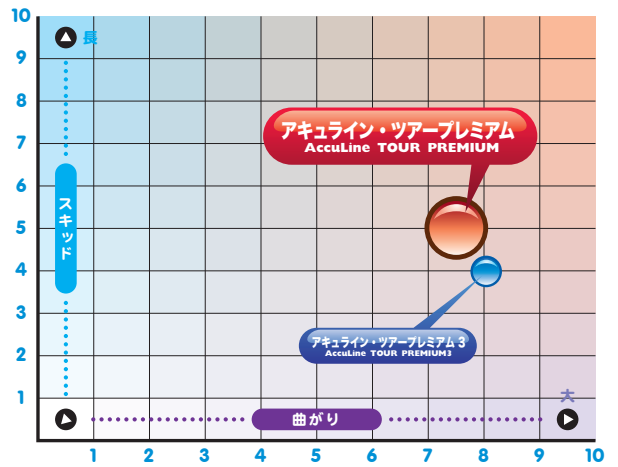 10
長
9
8
7
アキュライン・ツアープレミアム
AccuLine TOUR PREMIUM
6
スキッド
5
4
3
アキュライン・ツアープレミアム 3
AccuLine TOUR PREMIUM3
2
1
大
曲がり
1 2 3 4 5 6 7 8 9 10